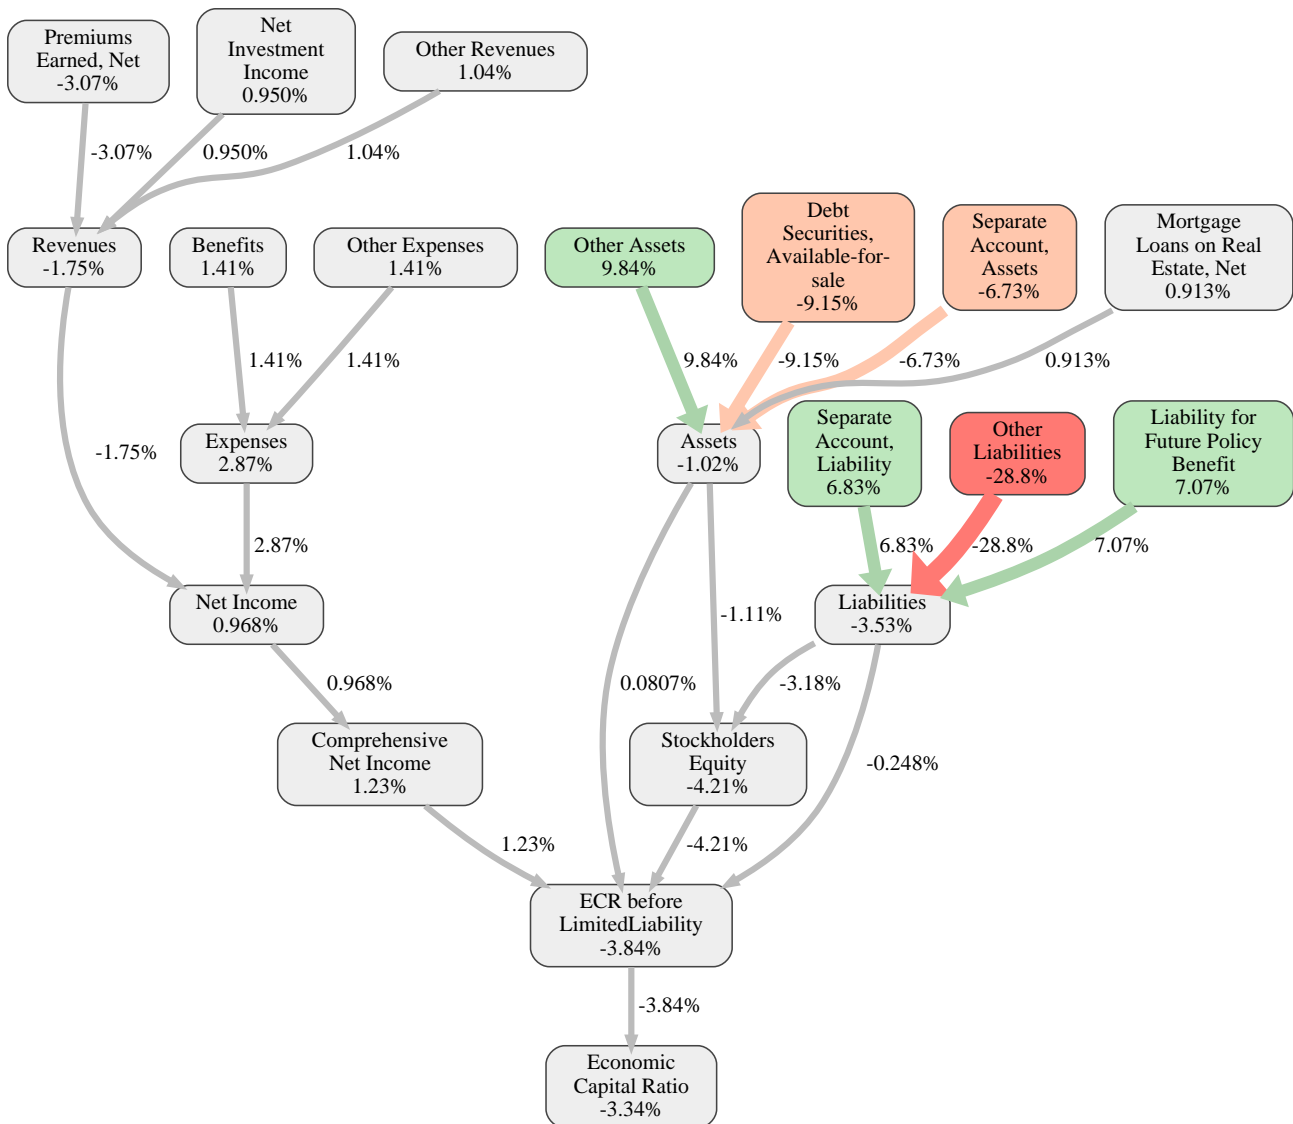 Premiums
Earned, Net
-3.07%
Net
Investment
Income
0.950%
Other Revenues
1.04%
-3.07%
0.950%
1.04%
Revenues
-1.75%
Benefits
1.41%
Other Expenses
1.41%
Other Assets
9.84%
Debt
Securities,
Available-for-
sale
-9.15%
Separate
Account,
Assets
-6.73%
Mortgage
Loans on Real
Estate, Net
0.913%
1.41%
1.41%
9.84%
-9.15%
-6.73%
0.913%
-1.75%
Expenses
2.87%
Assets
-1.02%
Separate
Account,
Liability
6.83%
Other
Liabilities
-28.8%
Liability for
Future Policy
Benefit
7.07%
2.87%
6.83%
-28.8%
7.07%
Net Income
0.968%
-1.11%
Liabilities
-3.53%
0.968%
0.0807%
-3.18%
Comprehensive
Net Income
1.23%
Stockholders
Equity
-4.21%
-0.248%
1.23%
-4.21%
ECR before
LimitedLiability
-3.84%
-3.84%
Economic
Capital Ratio
-3.34%